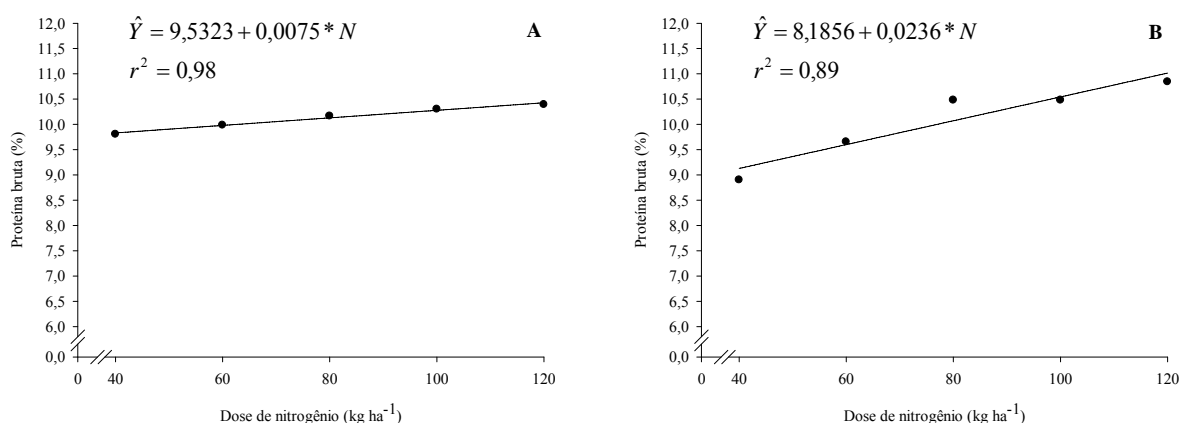 Ŷ = 9,5323 + 0,0075 * N
r² = 0,98
A
12,0
11,5
11,0
10,5
10,0
9,5
9,0
8,5
8,0
7,5
7,0
6,5
6,0
0,0
Proteína bruta (%)
0 40 60 80 100 120
Dose de nitrogênio (kg ha⁻¹)
Ŷ = 8,1856 + 0,0236 * N
r² = 0,89
B
12,0
11,5
11,0
10,5
10,0
9,5
9,0
8,5
8,0
7,5
7,0
6,5
6,0
0,0
Proteína bruta (%)
0 40 60 80 100 120
Dose de nitrogênio (kg ha⁻¹)